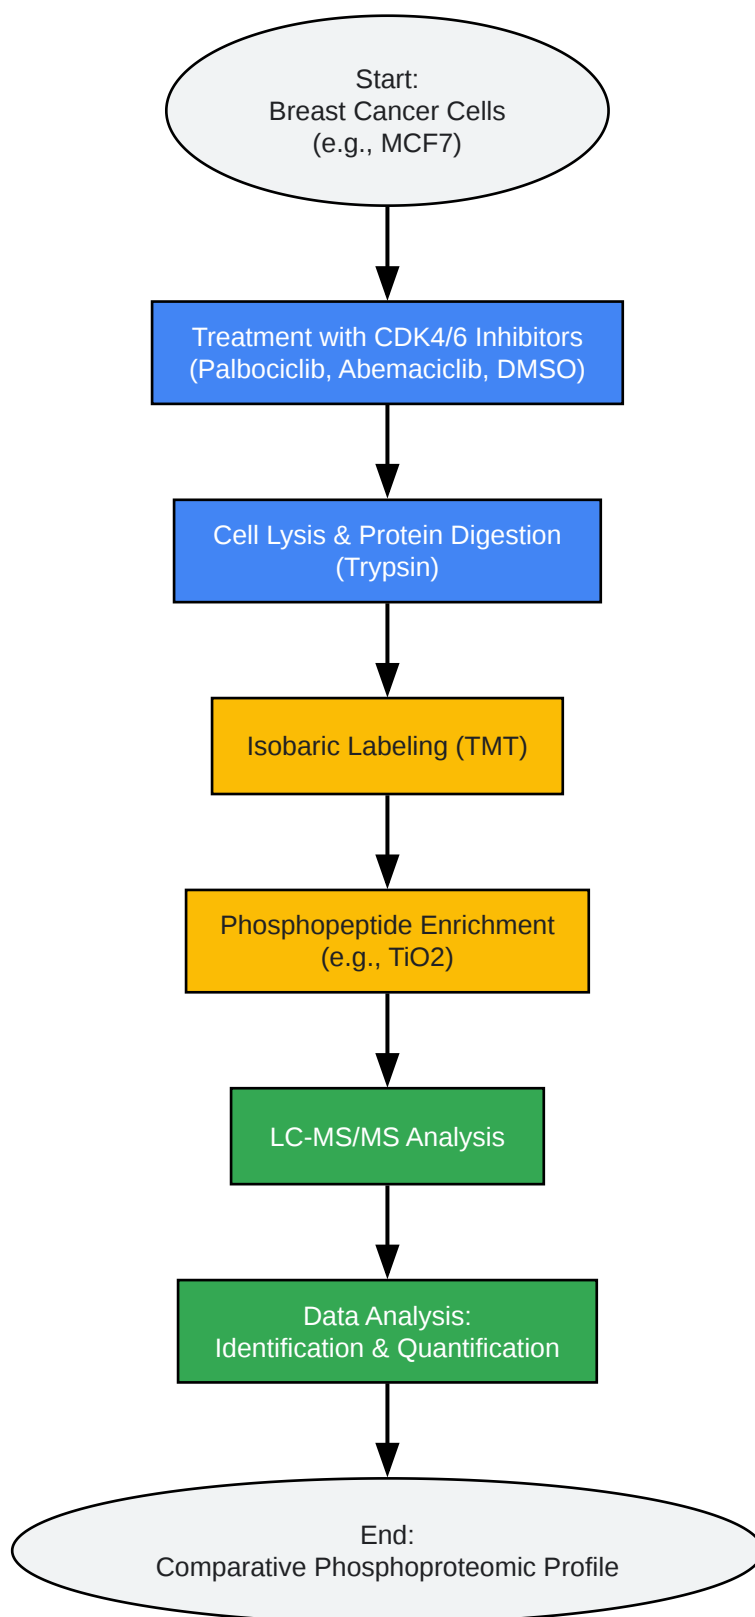 Start:
Breast Cancer Cells
(e.g., MCF7)
Treatment with CDK4/6 Inhibitors
(Palbociclib, Abemaciclib, DMSO)
Cell Lysis & Protein Digestion
(Trypsin)
Isobaric Labeling (TMT)
Phosphopeptide Enrichment
(e.g., TiO2)
LC-MS/MS Analysis
Data Analysis:
Identification & Quantification
End:
Comparative Phosphoproteomic Profile